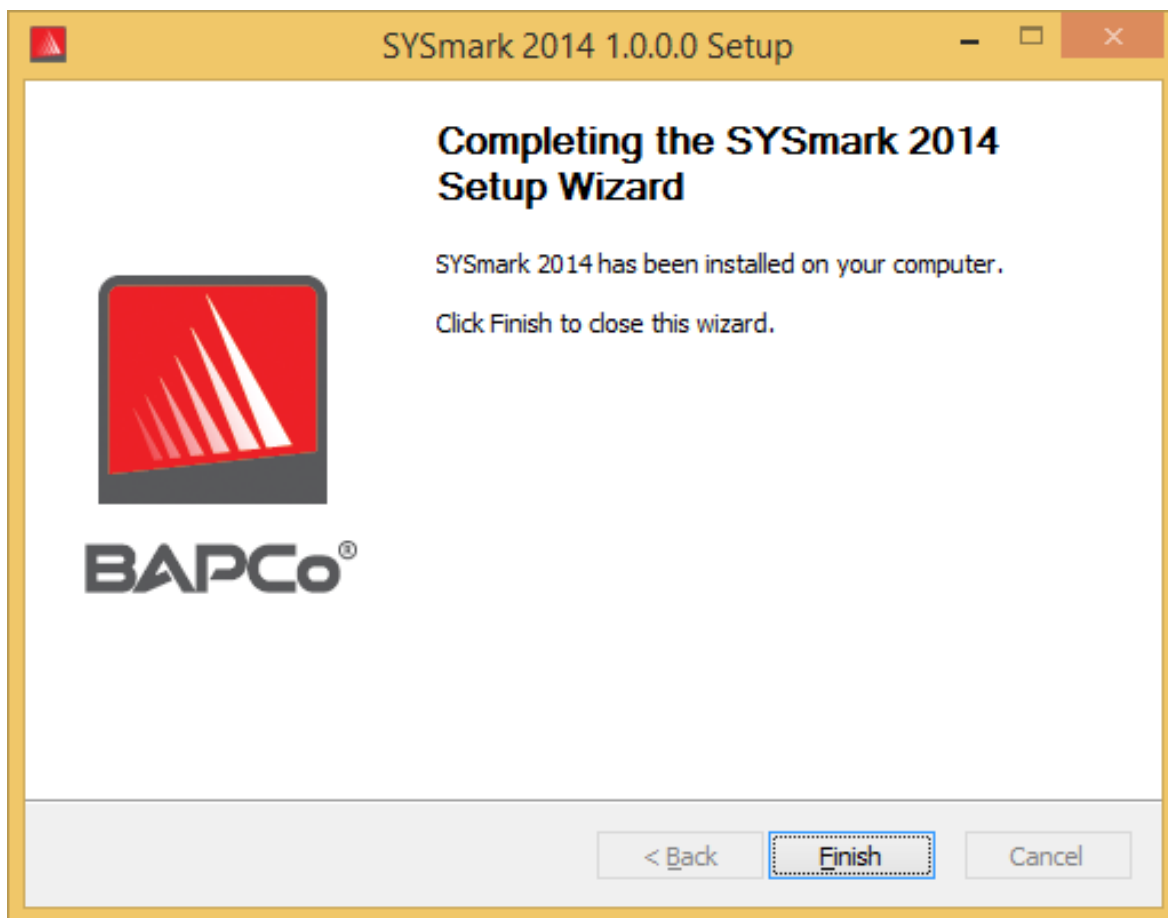 SYSmark 2014 1.0.0.0 Setup
Completing the SYSmark 2014
Setup Wizard
SYSmark 2014 has been installed on your computer.
Click Finish to close this wizard.
BAPCo®
< Back Finish Cancel